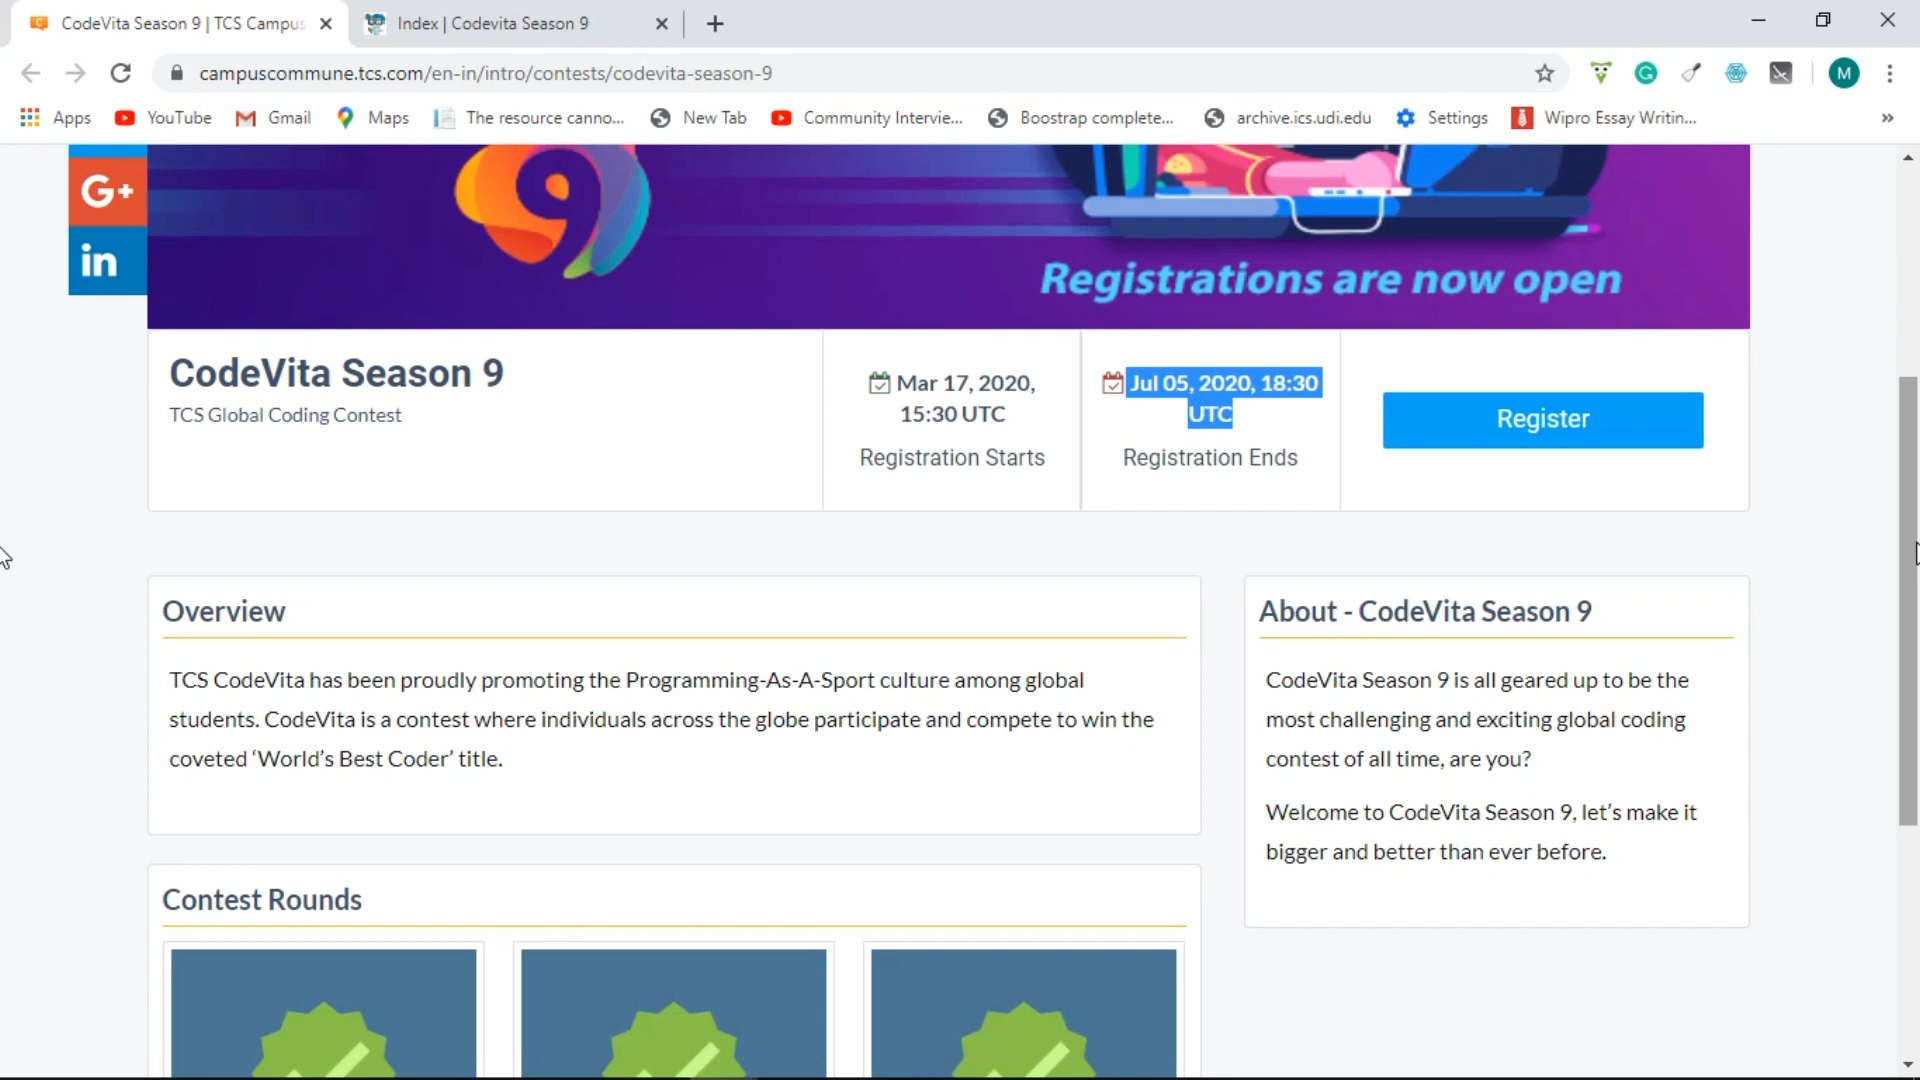 CodeVita Season 9 | TCS Campus
Index | Codevita Season 9
campuscommune.tcs.com/en-in/intro/contests/codevita-season-9
M
Apps
YouTube
Gmail
Maps
The resource canno...
New Tab
Community Intervie...
Boostrap complete...
archive.ics.udi.edu
Settings
Wipro Essay Writin...
»
G+
in
9
Registrations are now open
CodeVita Season 9
TCS Global Coding Contest
Mar 17, 2020,
15:30 UTC
Registration Starts
Jul 05, 2020, 18:30
UTC
Registration Ends
Register
Overview
TCS CodeVita has been proudly promoting the Programming-As-A-Sport culture among global
students. CodeVita is a contest where individuals across the globe participate and compete to win the
coveted ‘World’s Best Coder’ title.
About - CodeVita Season 9
CodeVita Season 9 is all geared up to be the
most challenging and exciting global coding
contest of all time, are you?
Welcome to CodeVita Season 9, let’s make it
bigger and better than ever before.
Contest Rounds